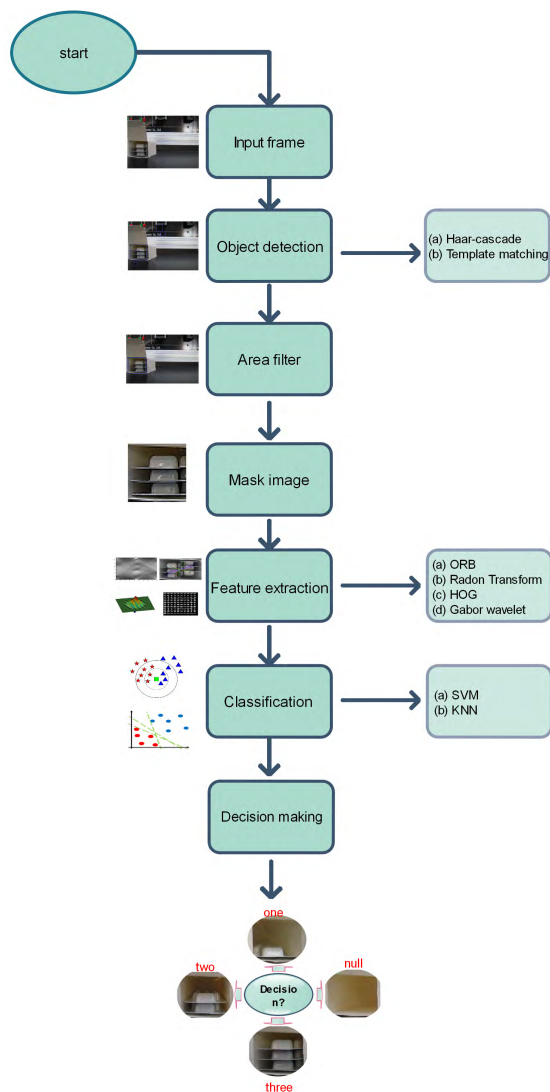 start
Input frame
Object detection
(a) Haar-cascade
(b) Template matching
Area filter
Mask image
Feature extraction
(a) ORB
(b) Radon Transform
(c) HOG
(d) Gabor wavelet
Classification
(a) SVM
(b) KNN
Decision making
one
two
null
Decisio
n?
three